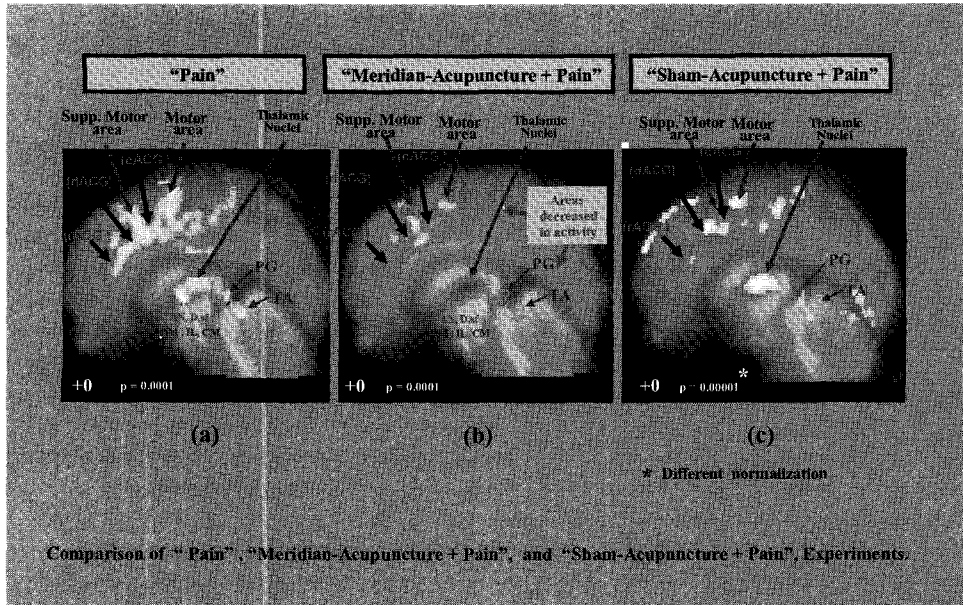 “Pain”
“Meridian-Acupuncture + Pain”
“Sham-Acupuncture + Pain”
Supp. Motor
area
Motor
area
Thalamic
Nuclei
Supp. Motor
area
Motor
area
Thalamic
Nuclei
Supp. Motor
area
Motor
area
Thalamic
Nuclei
[cACG]
[rACG]
PG
TA
+0
p = 0.0001
[cACG]
Areas
decreased
in activity
PG
TA
+0
p = 0.0001
PG
TA
+0
p = 0.00001
*
(a)
(b)
(c)
* Different normalization
Comparison of “ Pain” , “Meridian-Acupuncture + Pain”, and “Sham-Acupuncture + Pain”, Experiments.